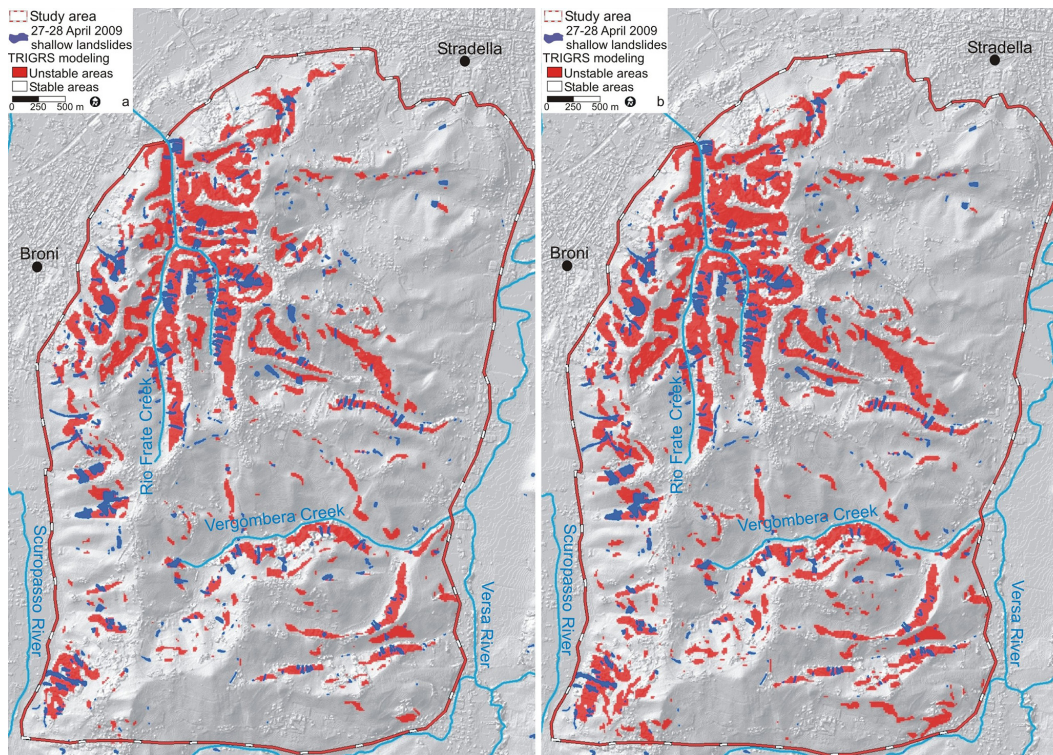 Study area
27-28 April 2009
shallow landslides
TRIGRS modeling
Unstable areas
Stable areas
0 250 500 m
a
Stradella
Broni
Rio Frate Creek
Vergombera Creek
Scuropasso River
Versa River
Study area
27-28 April 2009
shallow landslides
TRIGRS modeling
Unstable areas
Stable areas
0 250 500 m
b
Stradella
Broni
Rio Frate Creek
Vergombera Creek
Scuropasso River
Versa River